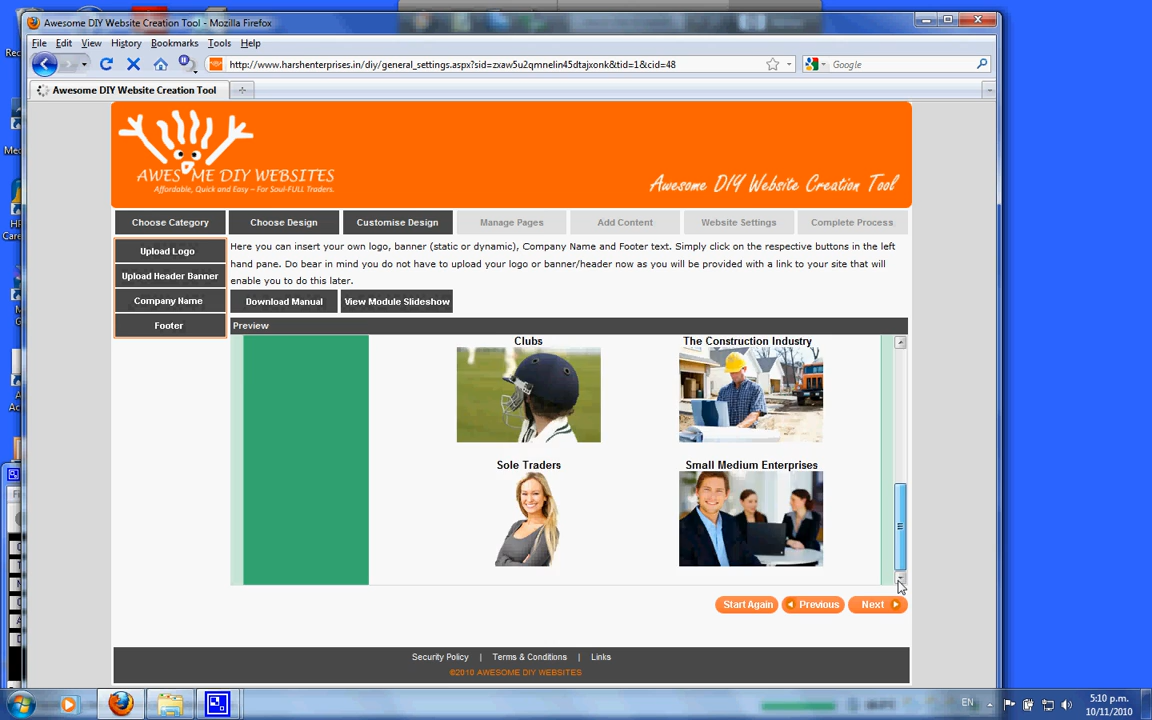 Awesome DIY Website Creation Tool - Mozilla Firefox
File Edit View History Bookmarks Tools Help
http://www.harshenterprises.in/diy/general_settings.aspx?sid=zxaw5u2qmnelin45dtajxonk&tid=1&cid=48
Google
Awesome DIY Website Creation Tool
AWESOME DIY WEBSITES
Affordable, Quick and Easy – For Soul-FULL Traders.
Awesome DIY Website Creation Tool
Choose Category Choose Design Customise Design Manage Pages Add Content Website Settings Complete Process
Upload Logo
Upload Header Banner
Company Name
Footer
Here you can insert your own logo, banner (static or dynamic), Company Name and Footer text. Simply click on the respective buttons in the left
hand pane. Do bear in mind you do not have to upload your logo or banner/header now as you will be provided with a link to your site that will
enable you to do this later.
Download Manual View Module Slideshow
Preview
Clubs The Construction Industry
Sole Traders Small Medium Enterprises
Start Again Previous Next
Security Policy | Terms & Conditions | Links
©2010 AWESOME DIY WEBSITES
EN
5:10 p.m.
10/11/2010